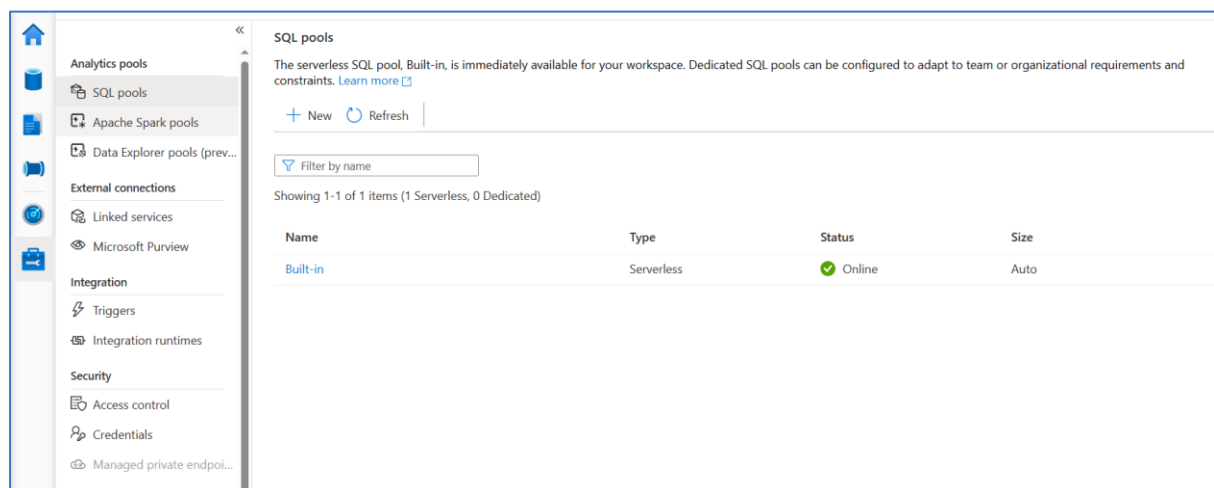 «
Analytics pools
SQL pools
Apache Spark pools
Data Explorer pools (prev...
External connections
Linked services
Microsoft Purview
Integration
Triggers
Integration runtimes
Security
Access control
Credentials
Managed private endpoi...
SQL pools
The serverless SQL pool, Built-in, is immediately available for your workspace. Dedicated SQL pools can be configured to adapt to team or organizational requirements and
constraints. Learn more
New Refresh
Filter by name
Showing 1-1 of 1 items (1 Serverless, 0 Dedicated)
Name Type Status Size
Built-in Serverless Online Auto